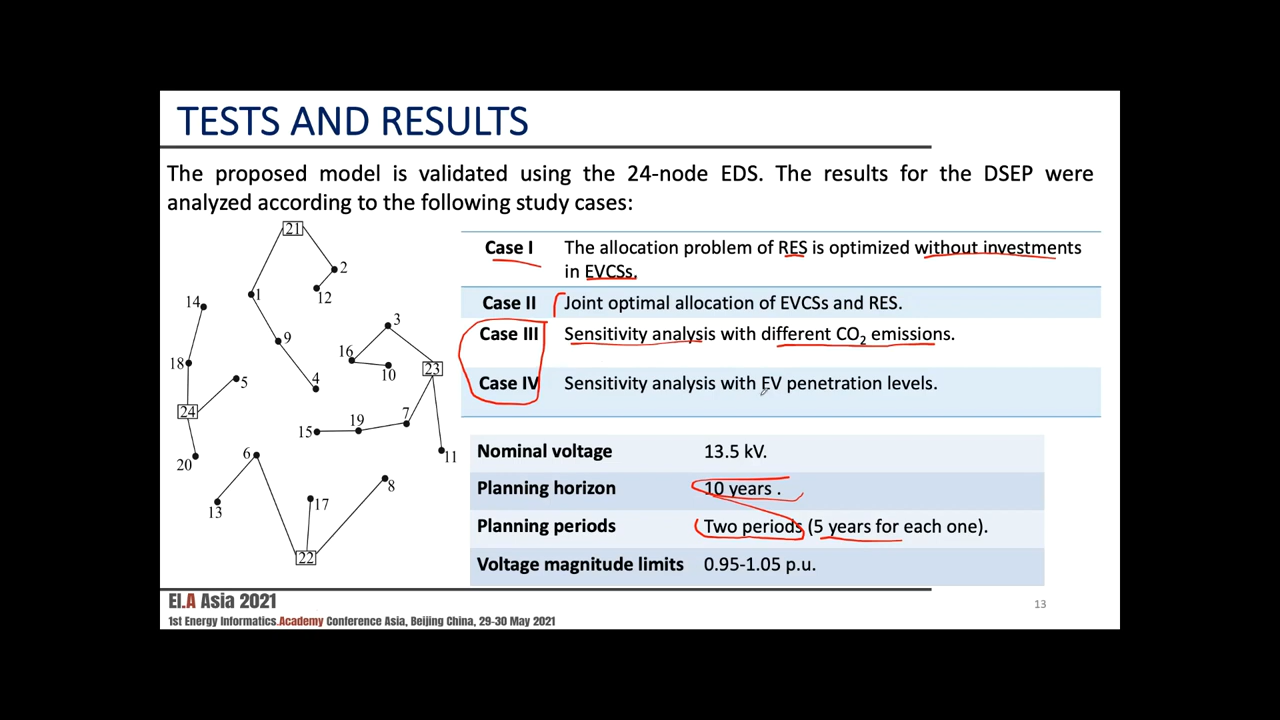 TESTS AND RESULTS
The proposed model is validated using the 24-node EDS. The results for the DSEP were
analyzed according to the following study cases:
21
2
12
1
14
9
3
16
10
23
18
4
5
24
7
19
15
20
6
11
8
13
17
22
Case I The allocation problem of RES is optimized without investments
in EVCSs.
Case II Joint optimal allocation of EVCSs and RES.
Case III Sensitivity analysis with different CO₂ emissions.
Case IV Sensitivity analysis with EV penetration levels.
Nominal voltage 13.5 kV.
Planning horizon 10 years .
Planning periods Two periods (5 years for each one).
Voltage magnitude limits 0.95-1.05 p.u.
EI.A Asia 2021
1st Energy Informatics.Academy Conference Asia, Beijing China, 29-30 May 2021
13